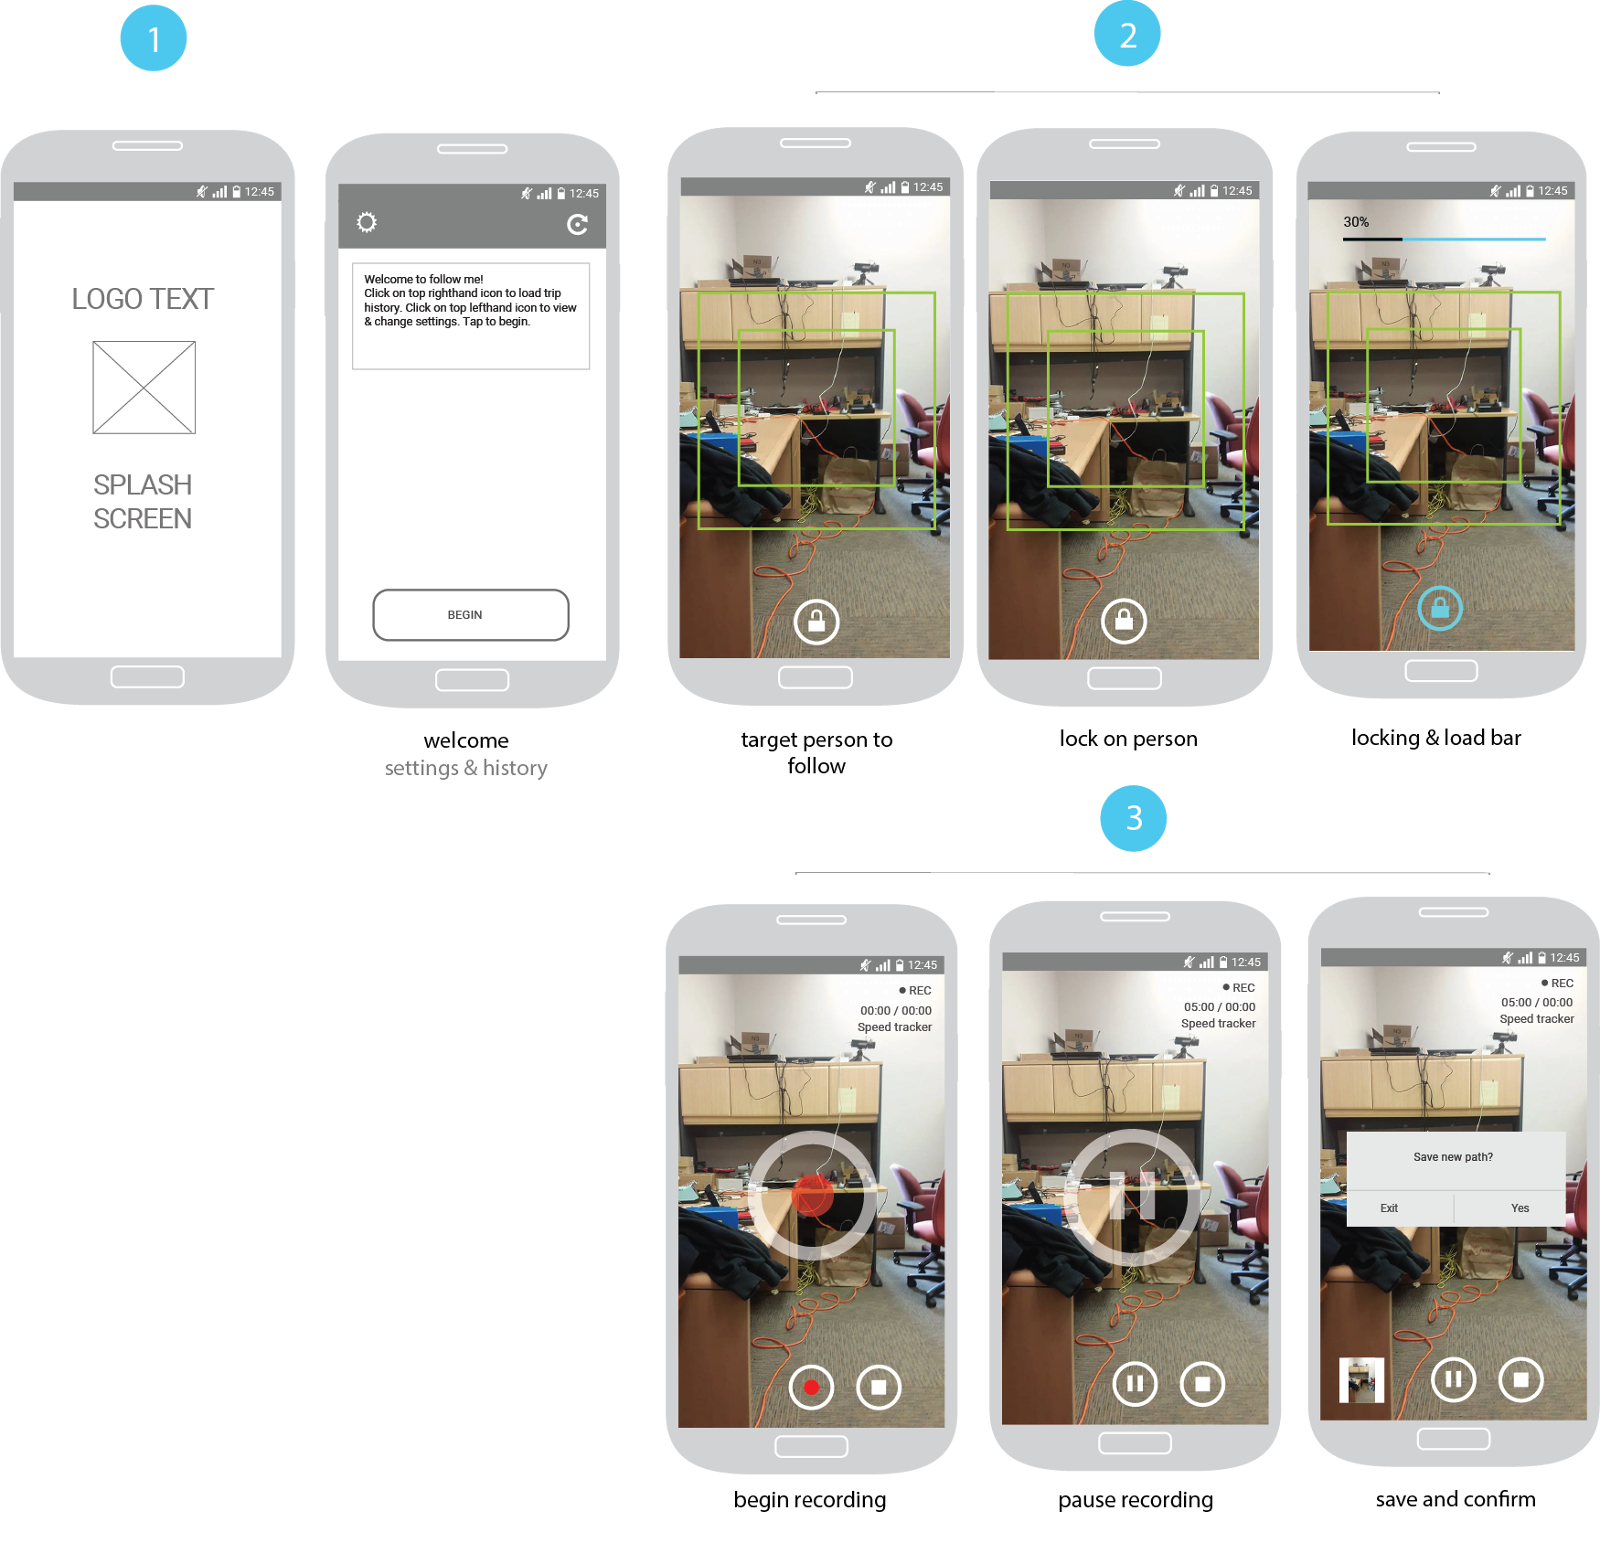 1
2
12:45
LOGO TEXT
SPLASH
SCREEN
12:45
Welcome to follow me!
Click on top righthand icon to load trip
history. Click on top lefthand icon to view
& change settings. Tap to begin.
BEGIN
welcome
settings & history
12:45
target person to
follow
12:45
lock on person
12:45
30%
locking & load bar
3
12:45
REC
00:00 / 00:00
Speed tracker
begin recording
12:45
REC
05:00 / 00:00
Speed tracker
pause recording
12:45
REC
05:00 / 00:00
Speed tracker
Save new path?
Exit
Yes
save and confirm